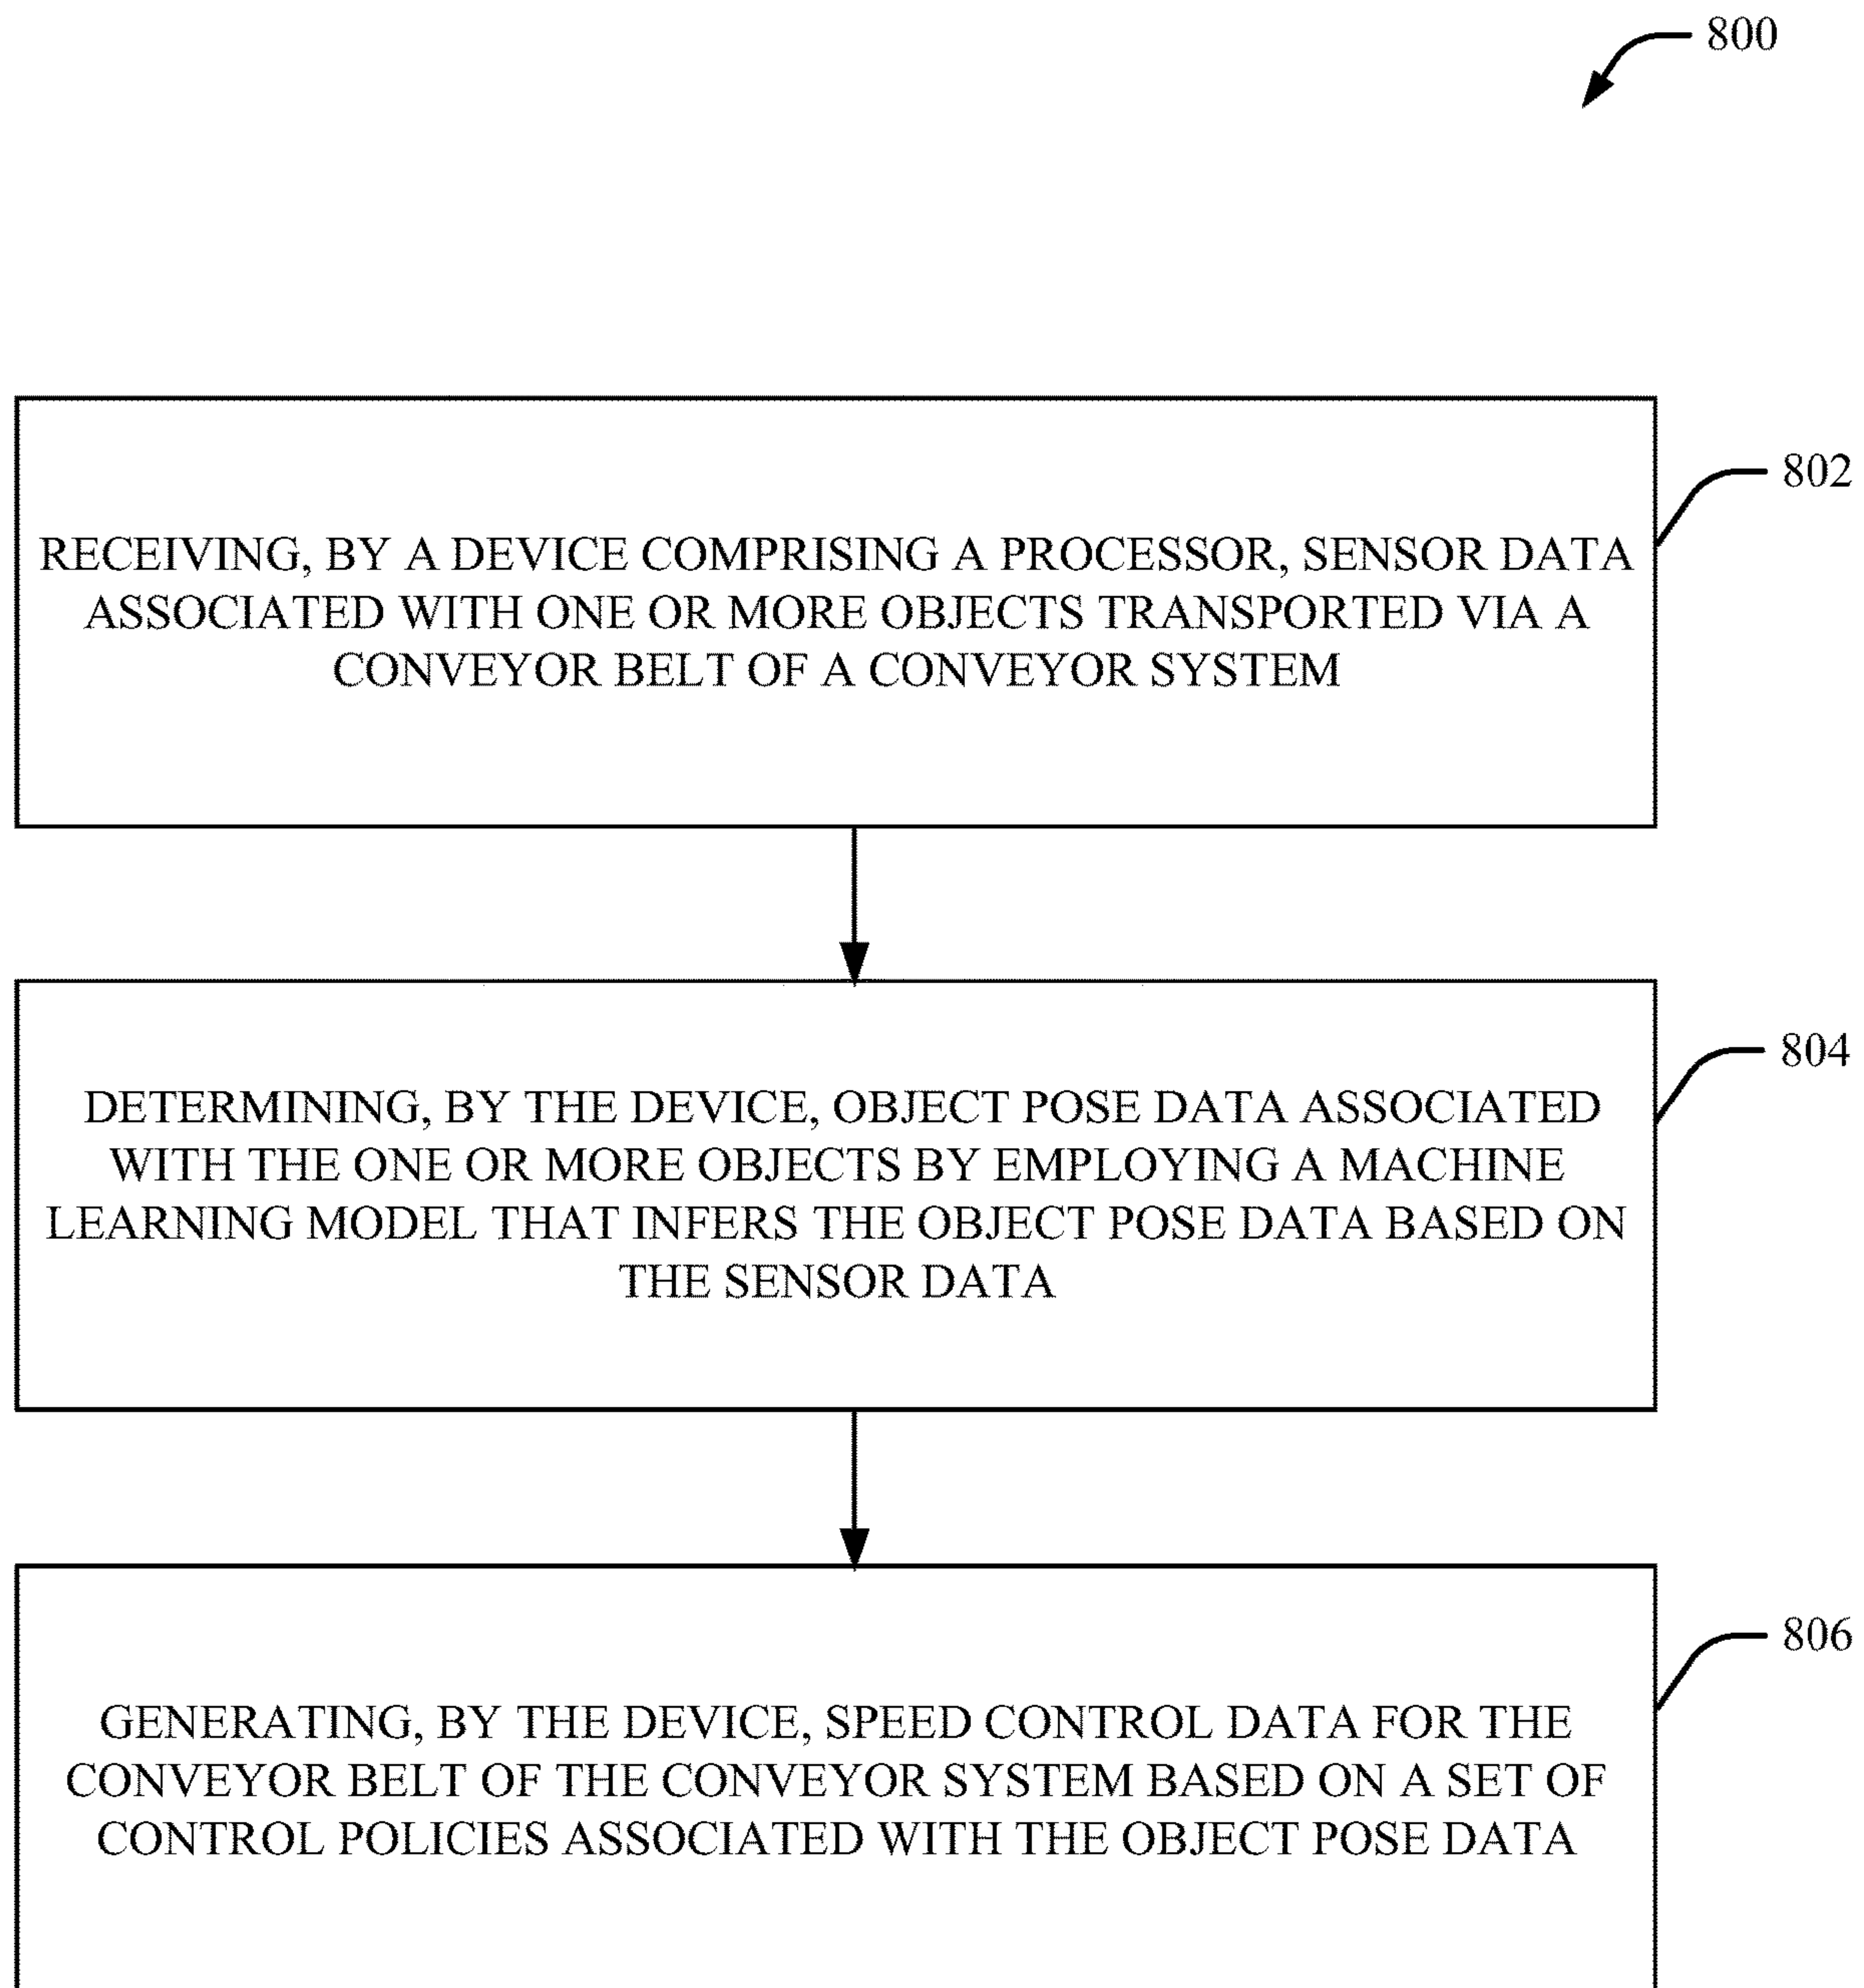 800
802
RECEIVING, BY A DEVICE COMPRISING A PROCESSOR, SENSOR DATA
ASSOCIATED WITH ONE OR MORE OBJECTS TRANSPORTED VIA A
CONVEYOR BELT OF A CONVEYOR SYSTEM
804
DETERMINING, BY THE DEVICE, OBJECT POSE DATA ASSOCIATED
WITH THE ONE OR MORE OBJECTS BY EMPLOYING A MACHINE
LEARNING MODEL THAT INFERS THE OBJECT POSE DATA BASED ON
THE SENSOR DATA
806
GENERATING, BY THE DEVICE, SPEED CONTROL DATA FOR THE
CONVEYOR BELT OF THE CONVEYOR SYSTEM BASED ON A SET OF
CONTROL POLICIES ASSOCIATED WITH THE OBJECT POSE DATA